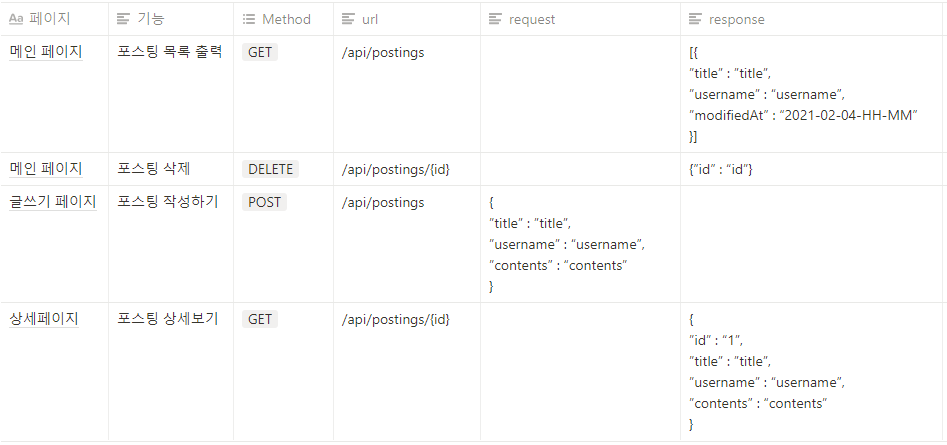 Aa 페이지 기능 Method url request response
메인 페이지 포스팅 목록 출력 GET /api/postings [{
“title” : “title”,
“username” : “username”,
“modifiedAt” : “2021-02-04-HH-MM”
}]
메인 페이지 포스팅 삭제 DELETE /api/postings/{id} {“id” : “id”}
글쓰기 페이지 포스팅 작성하기 POST /api/postings {
“title” : “title”,
“username” : “username”,
“contents” : “contents”
}
상세페이지 포스팅 상세보기 GET /api/postings/{id} {
“id” : “1”,
“title” : “title”,
“username” : “username”,
“contents” : “contents”
}